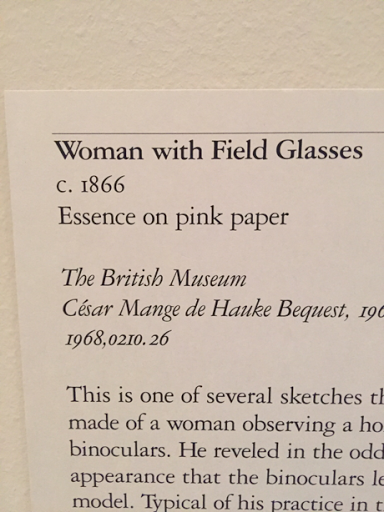 Woman with Field Glasses
c. 1866
Essence on pink paper
The British Museum
César Mange de Hauke Bequest,
1968,0210.26
This is one of several sketches
made of a woman observing a
binoculars. He reveled in the
appearance that the binoculars
model. Typical of his practice in